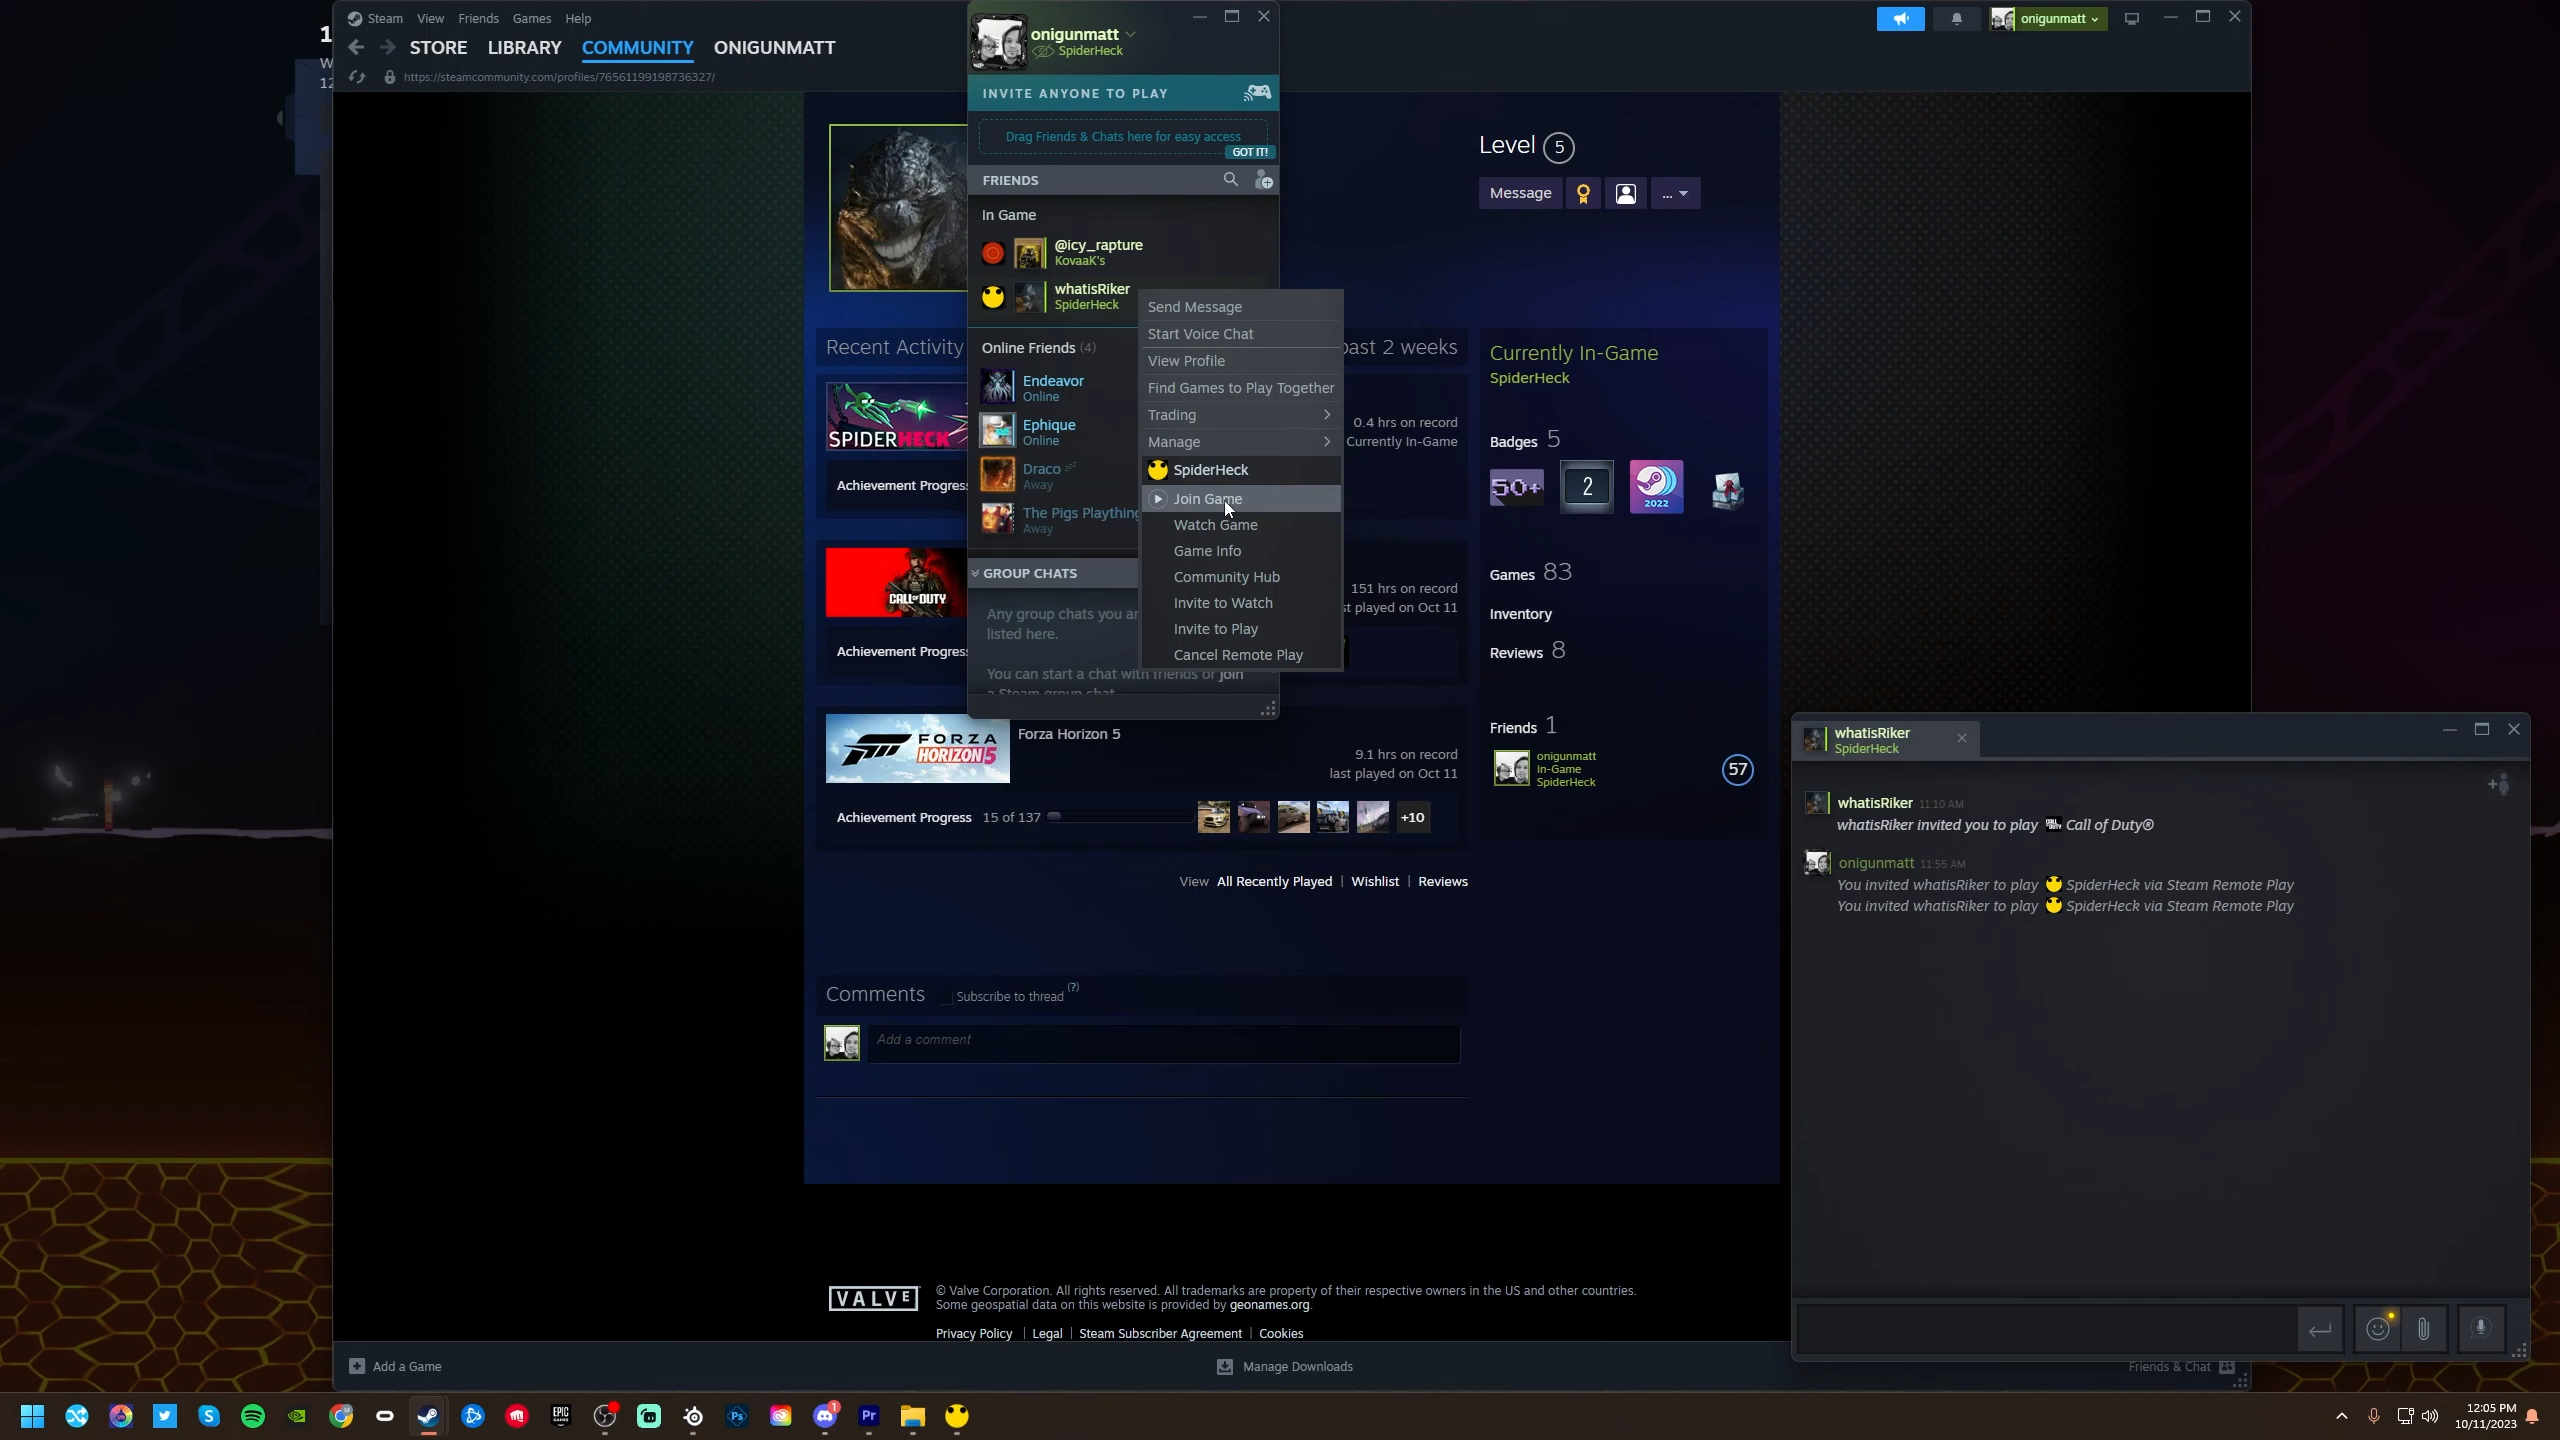 Steam View Friends Games Help
STORE LIBRARY COMMUNITY ONIGUNMATT
https://steamcommunity.com/profiles/76561199198736327/
onigunmatt
onigunmatt
SpiderHeck
INVITE ANYONE TO PLAY
Drag Friends & Chats here for easy access
GOT IT!
FRIENDS
In Game
@icy_rapture
KovaaK's
whatisRiker
SpiderHeck
Online Friends (4)
Endeavor
Online
Ephique
Online
Draco
Away
The Pigs Plaything
Away
GROUP CHATS
Any group chats you ar
listed here.
You can start a chat with friends or join
a Steam group chat
Send Message
Start Voice Chat
View Profile
Find Games to Play Together
Trading
Manage
SpiderHeck
Join Game
Watch Game
Game Info
Community Hub
Invite to Watch
Invite to Play
Cancel Remote Play
Level 5
Message
...
Recent Activity
past 2 weeks
SPIDERHECK
0.4 hrs on record
Currently In-Game
Achievement Progress
CALL OF DUTY
151 hrs on record
st played on Oct 11
Achievement Progress
FORZA
HORIZON 5
Forza Horizon 5
9.1 hrs on record
last played on Oct 11
Achievement Progress 15 of 137
+10
View All Recently Played | Wishlist | Reviews
Comments Subscribe to thread (?)
Add a comment
Currently In-Game
SpiderHeck
Badges 5
50+
2
2022
Games 83
Inventory
Reviews 8
Friends 1
onigunmatt
In-Game
SpiderHeck
57
VALVE
© Valve Corporation. All rights reserved. All trademarks are property of their respective owners in the US and other countries.
Some geospatial data on this website is provided by geonames.org.
Privacy Policy | Legal | Steam Subscriber Agreement | Cookies
Add a Game
Manage Downloads
Friends & Chat
whatisRiker
SpiderHeck
whatisRiker 11:10 AM
whatisRiker invited you to play Call of Duty®
onigunmatt 11:55 AM
You invited whatisRiker to play SpiderHeck via Steam Remote Play
You invited whatisRiker to play SpiderHeck via Steam Remote Play
EPIC
GAMES
Ps
1
Pr
12:05 PM
10/11/2023